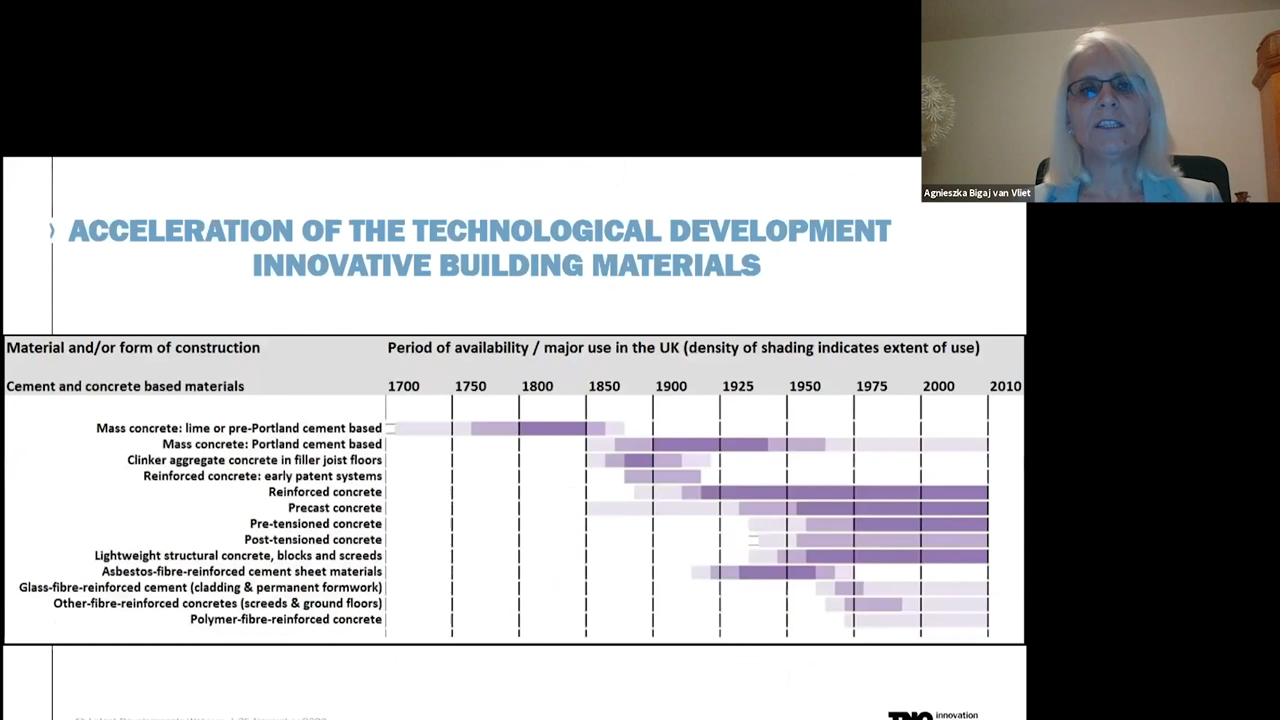 Agnieszka Bigaj van Vliet
ACCELERATION OF THE TECHNOLOGICAL DEVELOPMENT
INNOVATIVE BUILDING MATERIALS
Material and/or form of construction
Period of availability / major use in the UK (density of shading indicates extent of use)
Cement and concrete based materials
1700 1750 1800 1850 1900 1925 1950 1975 2000 2010
Mass concrete: lime or pre-Portland cement based
Mass concrete: Portland cement based
Clinker aggregate concrete in filler joist floors
Reinforced concrete: early patent systems
Reinforced concrete
Precast concrete
Pre-tensioned concrete
Post-tensioned concrete
Lightweight structural concrete, blocks and screeds
Asbestos-fibre-reinforced cement sheet materials
Glass-fibre-reinforced cement (cladding & permanent formwork)
Other-fibre-reinforced concretes (screeds & ground floors)
Polymer-fibre-reinforced concrete
TNO innovation